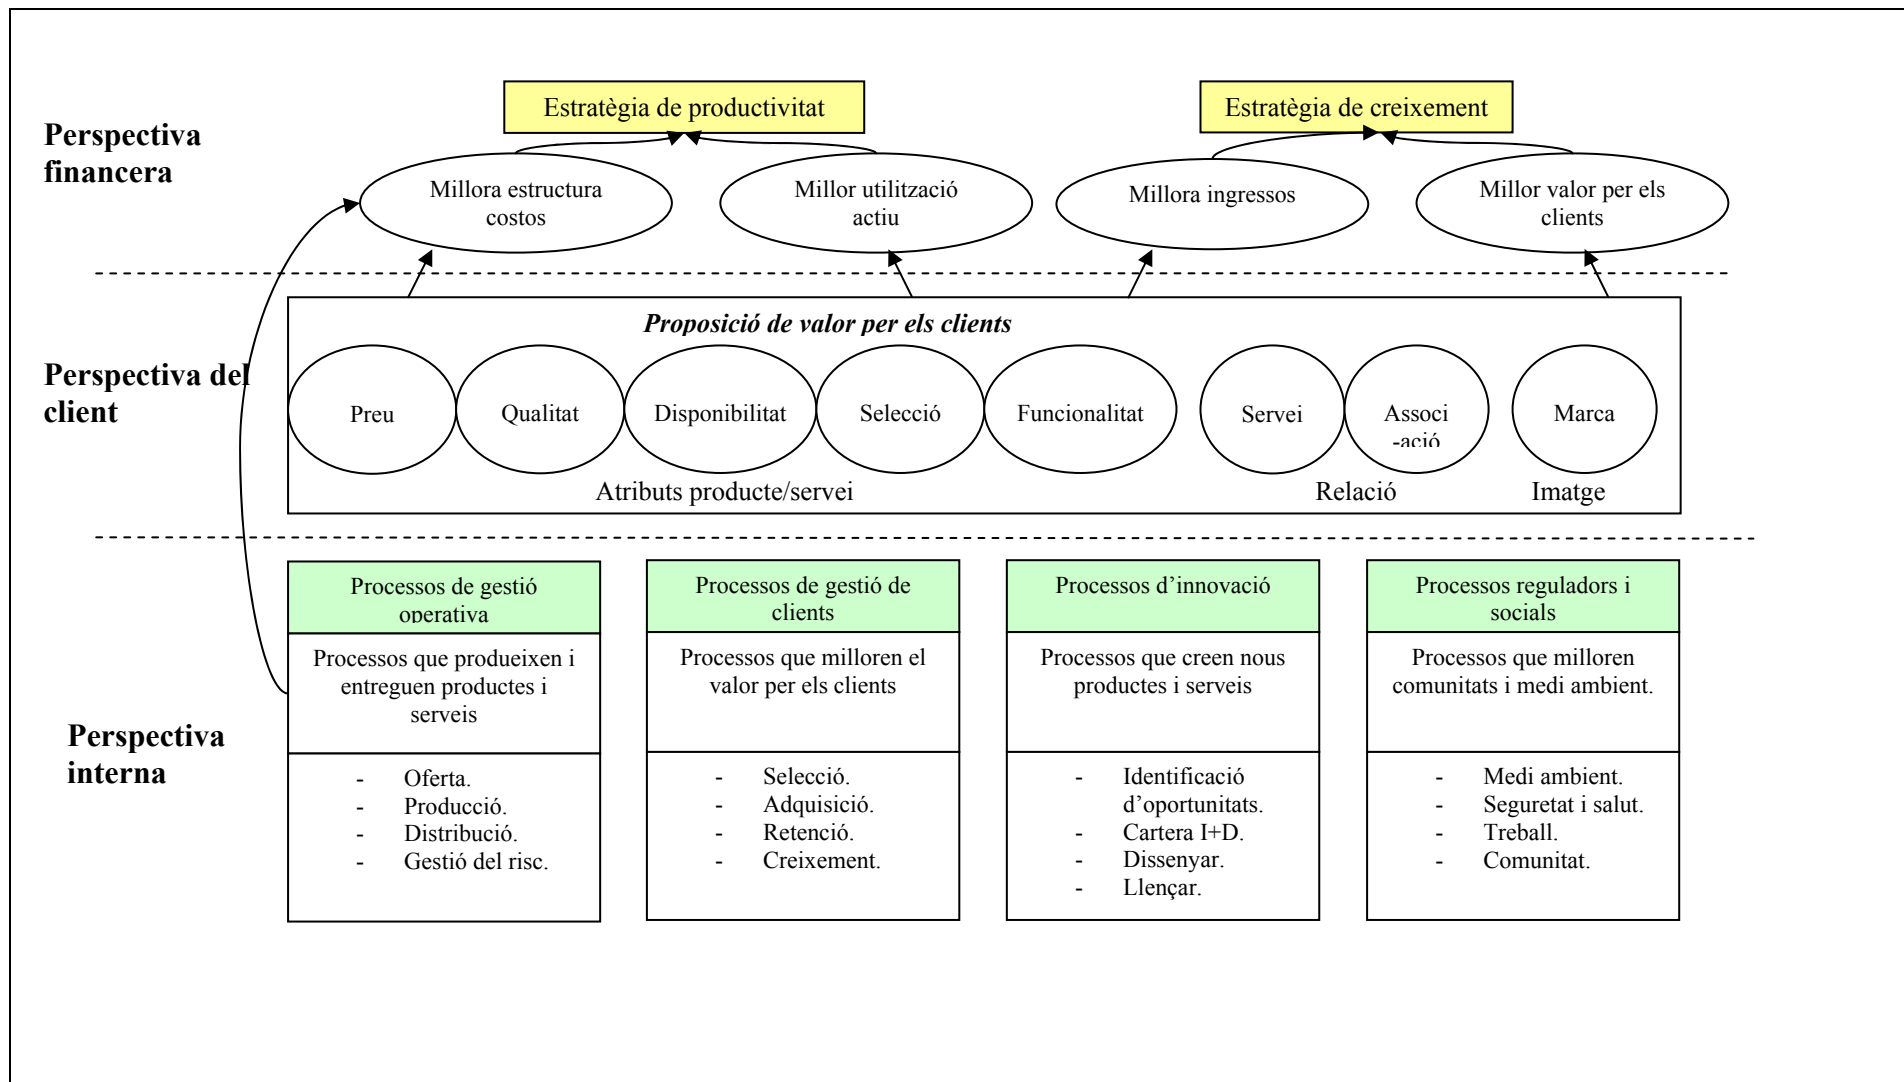 Perspectiva
financera
Estratègia de productivitat
Estratègia de creixement
Millora estructura
costos
Millor utilització
actiu
Millora ingressos
Millor valor per els
clients
Perspectiva del
client
Proposició de valor per els clients
Preu
Qualitat
Disponibilitat
Selecció
Funcionalitat
Servei
Associ
-ació
Marca
Atributs producte/servei
Relació
Imatge
Perspectiva
interna
Processos de gestió
operativa
Processos que produeixen i
entreguen productes i
serveis
- Oferta.
- Producció.
- Distribució.
- Gestió del risc.
Processos de gestió de
clients
Processos que milloren el
valor per els clients
- Selecció.
- Adquisició.
- Retenció.
- Creixement.
Processos d’innovació
Processos que creen nous
productes i serveis
- Identificació
d’oportunitats.
- Cartera I+D.
- Dissenyar.
- Llençar.
Processos reguladors i
socials
Processos que milloren
comunitats i medi ambient.
- Medi ambient.
- Seguretat i salut.
- Treball.
- Comunitat.